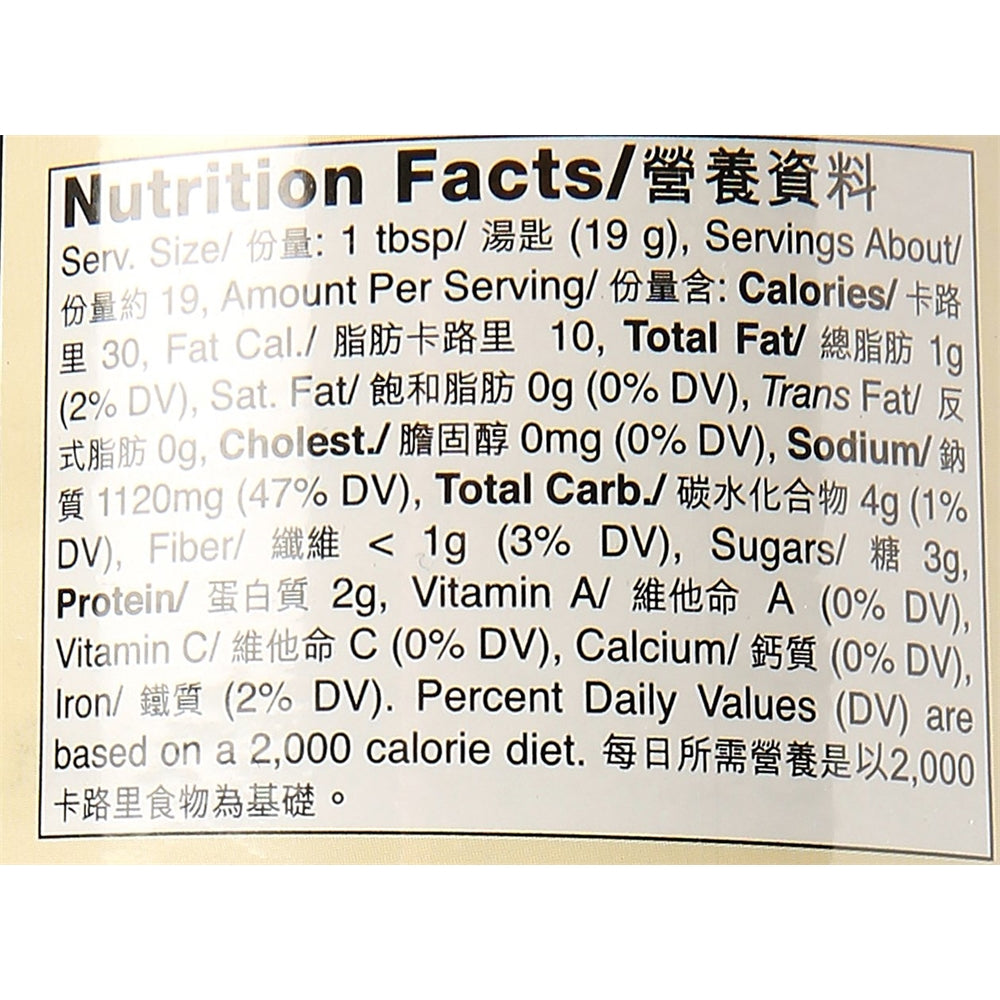 Nutrition Facts/營養資料
Serv. Size/ 份量: 1 tbsp/ 湯匙 (19 g), Servings About/
份量約 19, Amount Per Serving/ 份量含: Calories/ 卡路
里 30, Fat Cal./ 脂肪卡路里 10, Total Fat/ 總脂肪 1g
(2% DV), Sat. Fat/ 飽和脂肪 0g (0% DV), Trans Fat/ 反
式脂肪 0g, Cholest./ 膽固醇 0mg (0% DV), Sodium/ 鈉
質 1120mg (47% DV), Total Carb./ 碳水化合物 4g (1%
DV), Fiber/ 纖維 < 1g (3% DV), Sugars/ 糖 3g,
Protein/ 蛋白質 2g, Vitamin A/ 維他命 A (0% DV),
Vitamin C/ 維他命 C (0% DV), Calcium/ 鈣質 (0% DV),
Iron/ 鐵質 (2% DV). Percent Daily Values (DV) are
based on a 2,000 calorie diet. 每日所需營養是以2,000
卡路里食物為基礎。